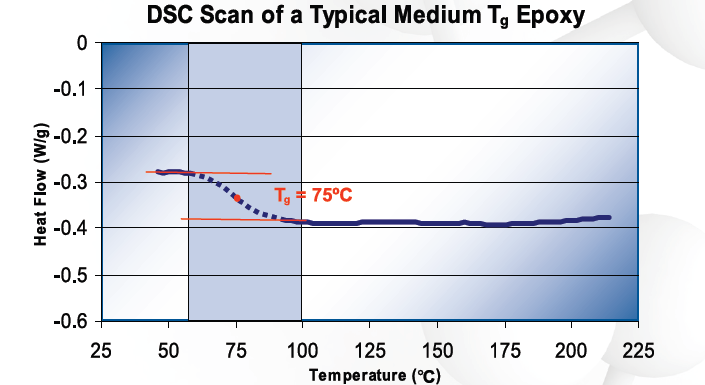 DSC Scan of a Typical Medium Tg Epoxy
0
-0.1
-0.2
-0.3
-0.4
-0.5
-0.6
Heat Flow (W/g)
Tg = 75ºC
25 50 75 100 125 150 175 200 225
Temperature (°C)